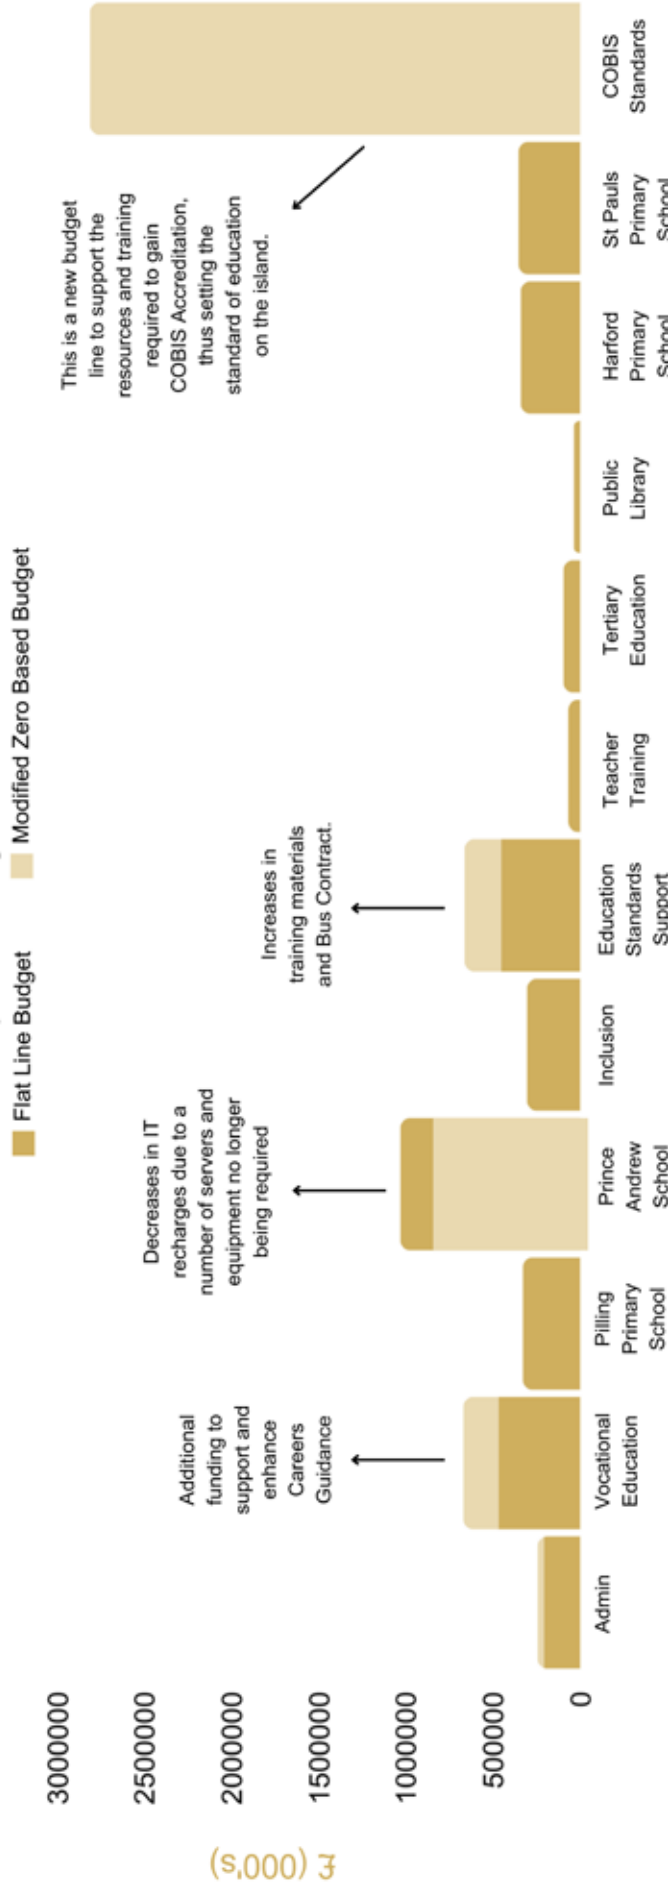 Flat Line Budget
Modified Zero Based Budget
£ (000's)
3000000
2500000
2000000
1500000
1000000
500000
0
Additional
funding to
support and
enhance
Careers
Guidance
Decreases in IT
recharges due to a
number of servers and
equipment no longer
being required
Increases in
training materials
and Bus Contract.
This is a new budget
line to support the
resources and training
required to gain
COBIS Accreditation,
thus setting the
standard of education
on the island.
Admin
Vocational
Education
Pilling
Primary
School
Prince
Andrew
School
Inclusion
Education
Standards
Support
Teacher
Training
Tertiary
Education
Public
Library
Harford
Primary
School
St Pauls
Primary
School
COBIS
Standards